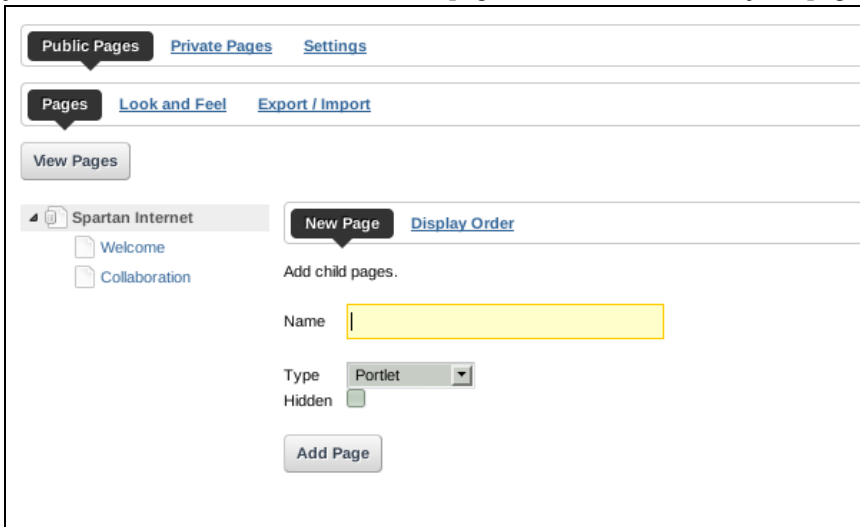 Public Pages Private Pages Settings
Pages Look and Feel Export / Import
View Pages
Spartan Internet
Welcome
Collaboration
New Page Display Order
Add child pages.
Name
Type Portlet
Hidden
Add Page